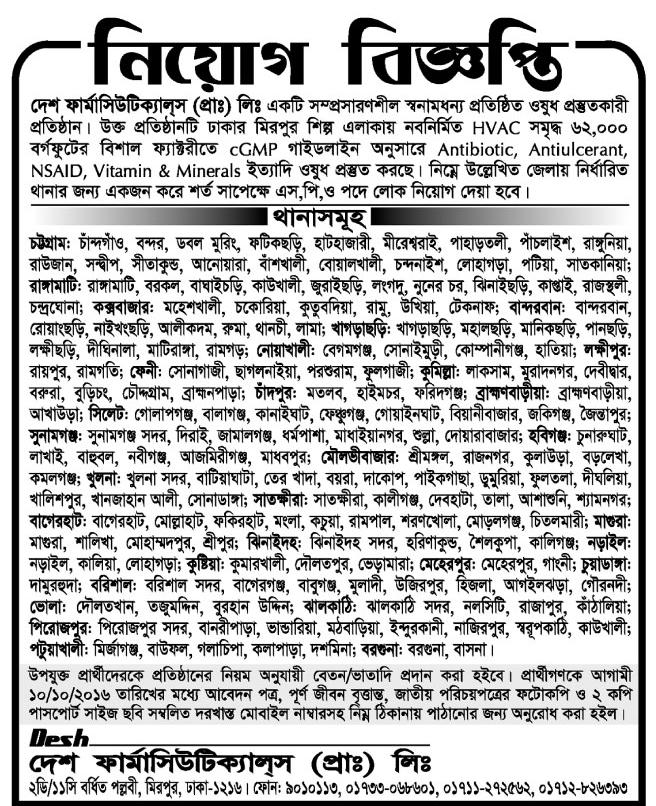 নিয়োগ বিজ্ঞপ্তি
দেশ ফার্মাসিউটিক্যাল্স (প্রাঃ) লিঃ একটি সম্প্রসারণশীল স্বনামধন্য প্রতিষ্ঠিত ওষুধ প্রস্তুতকারী
প্রতিষ্ঠান। উক্ত প্রতিষ্ঠানটি ঢাকার মিরপুর শিল্প এলাকায় নবনির্মিত HVAC সমৃদ্ধ ৬২,০০০
বর্গফুটের বিশাল ফ্যাক্টরীতে cGMP গাইডলাইন অনুসারে Antibiotic, Antiulcerant,
NSAID, Vitamin & Minerals ইত্যাদি ওষুধ প্রস্তুত করছে। নিম্নে উল্লেখিত জেলায় নির্ধারিত
থানার জন্য একজন করে শর্ত সাপেক্ষে এস,পি,ও পদে লোক নিয়োগ দেয়া হবে।
থানাসমূহ
চট্টগ্রাম: চাঁন্দগাঁও, বন্দর, ডবল মুরিং, ফটিকছড়ি, হাটহাজারী, মীরেশ্বরাই, পাহাড়তলী, পাঁচলাইশ, রাঙ্গুনিয়া,
রাউজান, সন্দ্বীপ, সীতাকুন্ড, আনোয়ারা, বাঁশখালী, বোয়ালখালী, চন্দনাইশ, লোহাগড়া, পটিয়া, সাতকানিয়া;
রাঙ্গামাটি: রাঙ্গামাটি, বরকল, বাঘাইচড়ি, কাউখালী, জুরাইছড়ি, লংগদু, নুনের চর, ঝিনাইছড়ি, কাপ্তাই, রাজস্থলী,
চন্দ্রঘোনা; কক্সবাজার: মহেশখালী, চকোরিয়া, কুতুবদিয়া, রামু, উখিয়া, টেকনাফ; বান্দরবান: বান্দরবান,
রোয়াংছড়ি, নাইখংছড়ি, আলীকদম, রুমা, থানচী, লামা; খাগড়াছড়ি: খাগড়াছড়ি, মহালছড়ি, মানিকছড়ি, পানছড়ি,
লক্ষীছড়ি, দীঘিনালা, মাটিরাঙ্গা, রামগড়; নোয়াখালী: বেগমগঞ্জ, সোনাইমুড়ী, কোম্পানীগঞ্জ, হাতিয়া; লক্ষীপুর:
রায়পুর, রামগতি; ফেনী: সোনাগাজী, ছাগলনাইয়া, পরশুরাম, ফুলগাজী; কুমিল্লা: লাকসাম, মুরাদনগর, দেবীদ্বার,
বরুরা, বুড়িচং, চৌদ্দগ্রাম, ব্রাহ্মনপাড়া; চাঁদপুর: মতলব, হাইমচর, ফরিদগঞ্জ; ব্রাহ্মণবাড়ীয়া: ব্রাহ্মণবাড়ীয়া,
আখাউড়া; সিলেট: গোলাপগঞ্জ, বালাগঞ্জ, কানাইঘাট, ফেঞ্চুগঞ্জ, গোয়াইনঘাট, বিয়ানীবাজার, জকিগঞ্জ, জৈন্তাপুর;
সুনামগঞ্জ: সুনামগঞ্জ সদর, দিরাই, জামালগঞ্জ, ধর্মপাশা, মাধাইয়ানগর, শুল্লা, দোয়ারাবাজার; হবিগঞ্জ: চুনারুঘাট,
লাখাই, বাহুবল, নবীগঞ্জ, আজমিরীগঞ্জ, মাধবপুর; মৌলভীবাজার: শ্রীমঙ্গল, রাজনগর, কুলাউড়া, বড়লেখা,
কমলগঞ্জ; খুলনা: খুলনা সদর, বাটিয়াঘাটা, তের খাদা, বয়রা, দাকোপ, পাইকগাছা, ডুমুরিয়া, ফুলতলা, দীঘলিয়া,
খালিশপুর, খানজাহান আলী, সোনাডাঙ্গা; সাতক্ষীরা: সাতক্ষীরা, কালীগঞ্জ, দেবহাটা, তালা, আশাশুনি, শ্যামনগর;
বাগেরহাট: বাগেরহাট, মোল্লাহাট, ফকিরহাট, মংলা, কচুয়া, রামপাল, শরণখোলা, মোড়লগঞ্জ, চিতলমারী; মাগুরা:
মাগুরা, শালিখা, মোহাম্মদপুর, শ্রীপুর; ঝিনাইদহ: ঝিনাইদহ সদর, হরিণাকুন্ড, শৈলকুপা, কালিগঞ্জ; নড়াইল:
নড়াইল, কালিয়া, লোহাগড়া; কুষ্টিয়া: কুমারখালী, দৌলতপুর, ভেড়ামারা; মেহেরপুর: মেহেরপুর, গাংনী; চুয়াডাঙ্গা:
দামুরহুদা; বরিশাল: বরিশাল সদর, বাগেরগঞ্জ, বাবুগঞ্জ, মুলাদী, উজিরপুর, হিজলা, আগইলঝড়া, গৌরনদী;
ভোলা: দৌলতখান, তজুমদ্দিন, বুরহান উদ্দিন; ঝালকাঠি: ঝালকাঠি সদর, নলসিটি, রাজাপুর, কাঁঠালিয়া;
পিরোজপুর: পিরোজপুর সদর, বানরীপাড়া, ভান্ডারিয়া, মঠবাড়িয়া, ইন্দুরকানী, নাজিরপুর, স্বরূপকাঠি, কাউখালী;
পটুয়াখালী: মির্জাগঞ্জ, বাউফল, গলাচিপা, কলাপাড়া, দশমিনা; বরগুনা: বরগুনা, বাসনা।
উপযুক্ত প্রার্থীদেরকে প্রতিষ্ঠানের নিয়ম অনুযায়ী বেতন/ভাতাদি প্রদান করা হইবে। প্রার্থীগণকে আগামী
১০/১০/২০১৬ তারিখের মধ্যে আবেদন পত্র, পূর্ণ জীবন বৃত্তান্ত, জাতীয় পরিচয়পত্রের ফটোকপি ও ২ কপি
পাসপোর্ট সাইজ ছবি সম্বলিত দরখাস্ত মোবাইল নাম্বারসহ নিম্ন ঠিকানায় পাঠানোর জন্য অনুরোধ করা হইল।
Desh
দেশ ফার্মাসিউটিক্যাল্স (প্রাঃ) লিঃ
২ডি/১১সি বর্ধিত পল্লবী, মিরপুর, ঢাকা-১২১৬। ফোন: ৯০১০১১৩, ০১৭৩৩-০৬৮৬০১, ০১৭১১-২৭২৫৬২, ০১৭১২-৮২৬৩৯৩